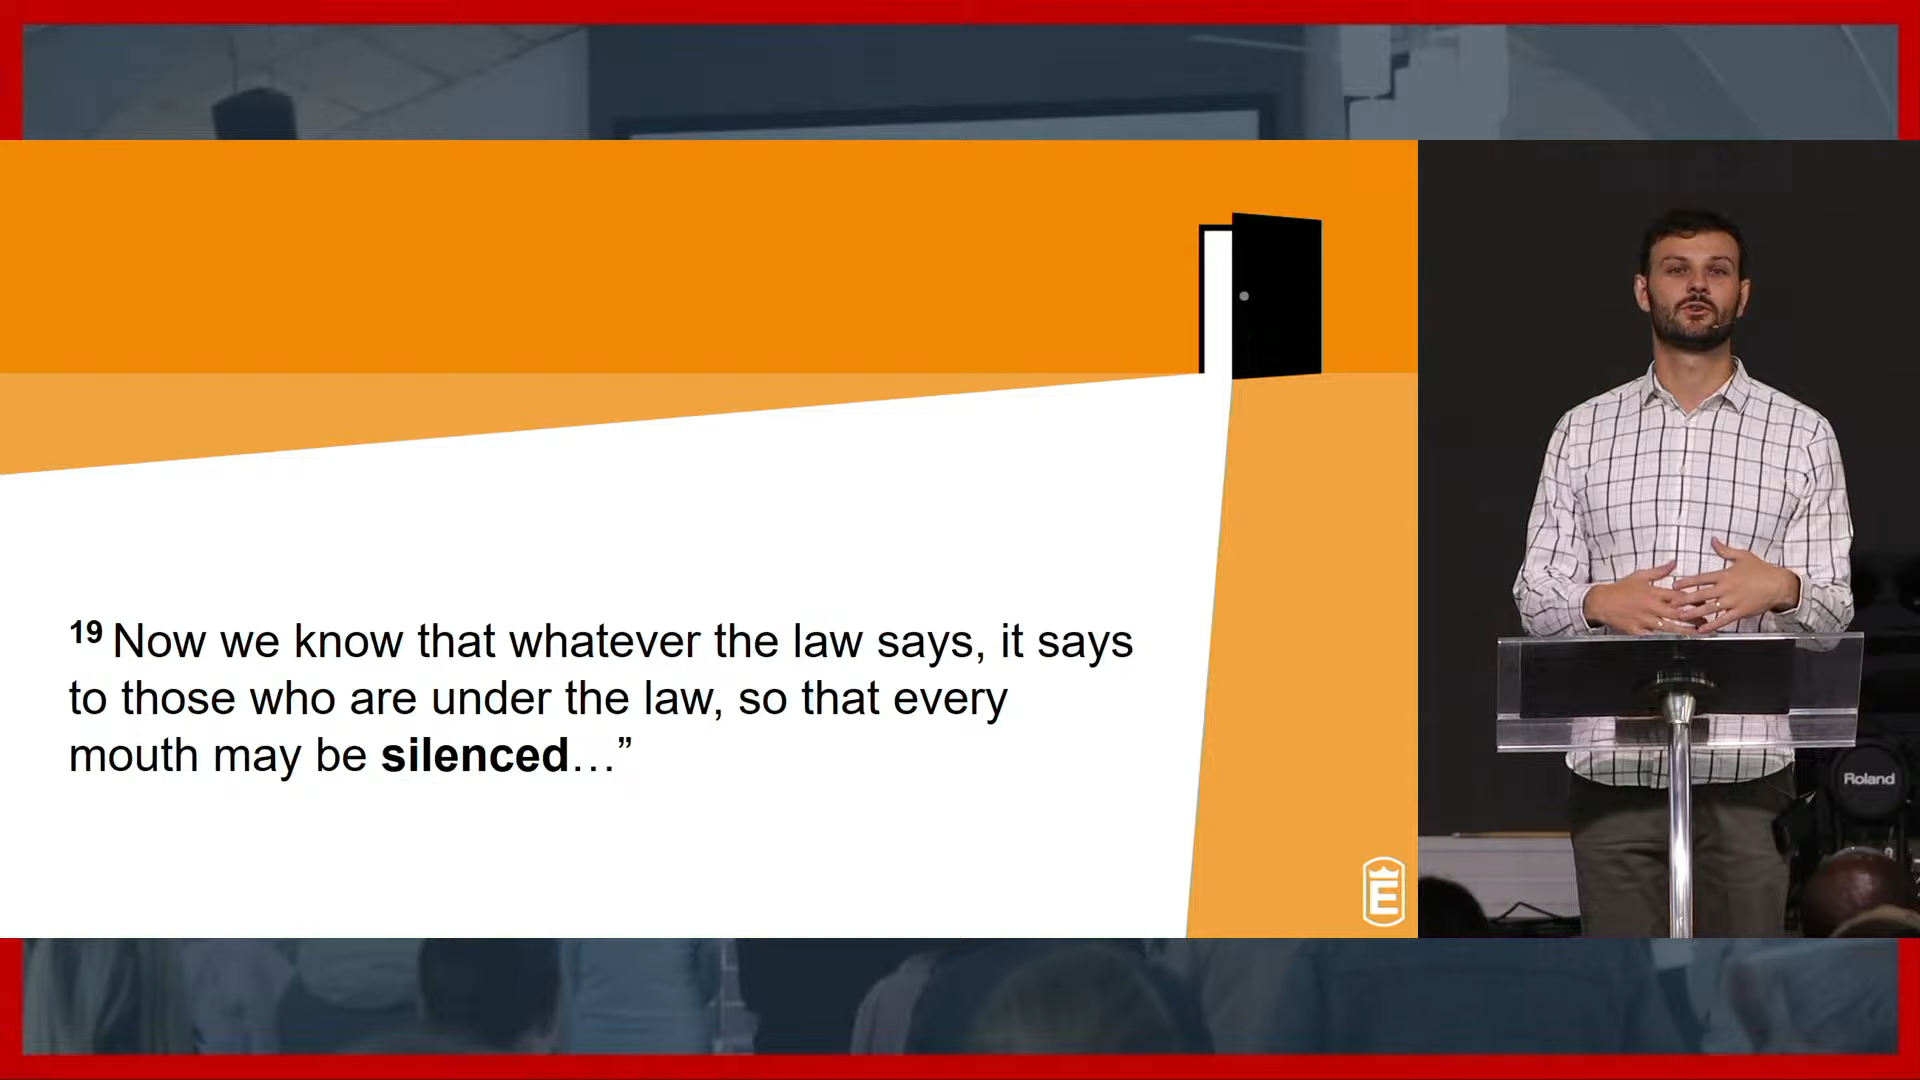 19 Now we know that whatever the law says, it says
to those who are under the law, so that every
mouth may be silenced…”
E
Roland